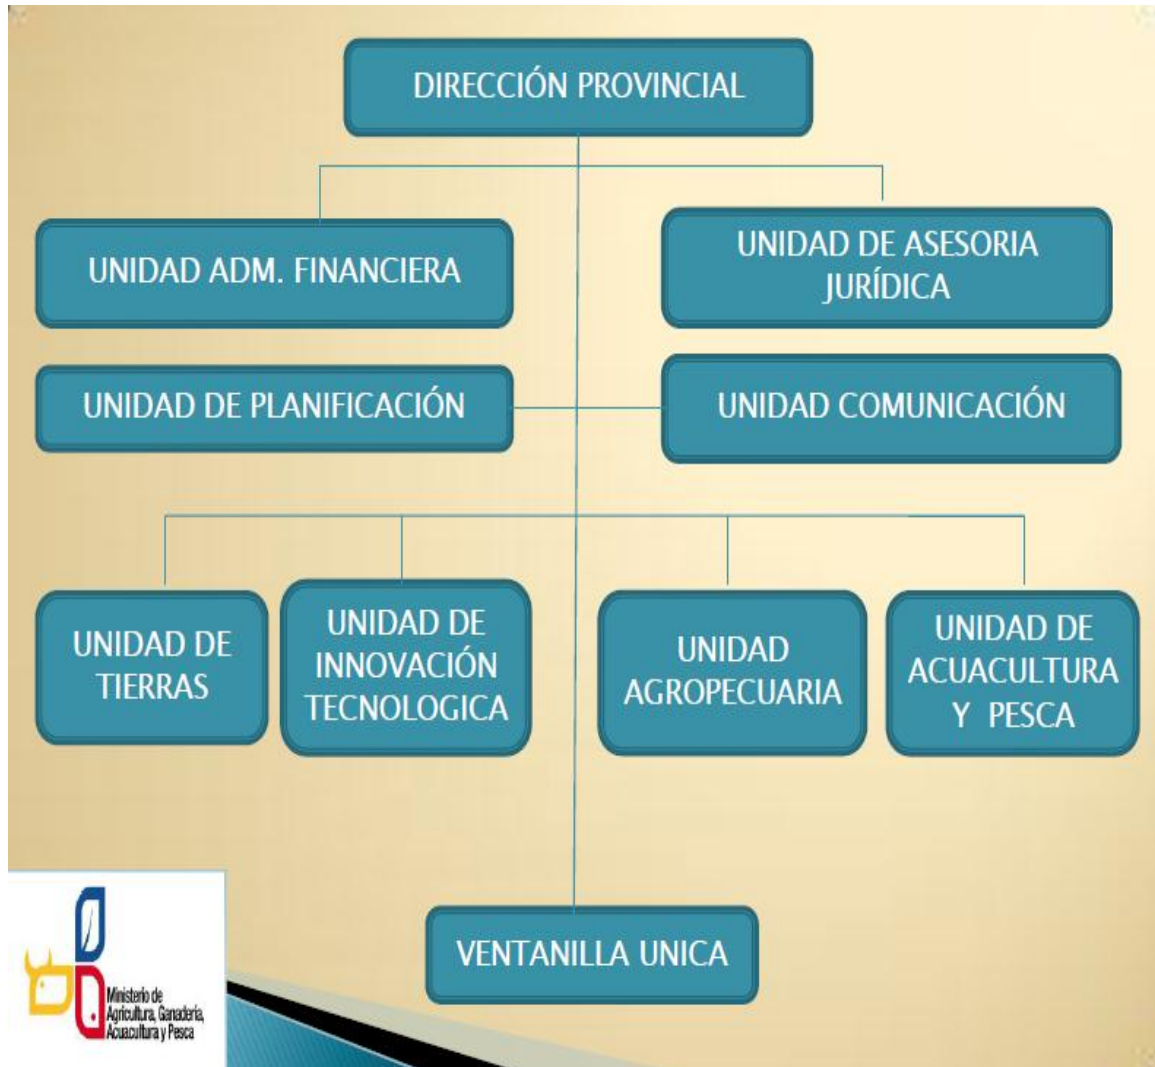 DIRECCIÓN PROVINCIAL
UNIDAD ADM. FINANCIERA
UNIDAD DE ASESORIA
JURÍDICA
UNIDAD DE PLANIFICACIÓN
UNIDAD COMUNICACIÓN
UNIDAD DE
TIERRAS
UNIDAD DE
INNOVACIÓN
TECNOLOGICA
UNIDAD
AGROPECUARIA
UNIDAD DE
ACUACULTURA
Y PESCA
VENTANILLA UNICA
Ministerio de
Agricultura, Ganadería,
Acuacultura y Pesca